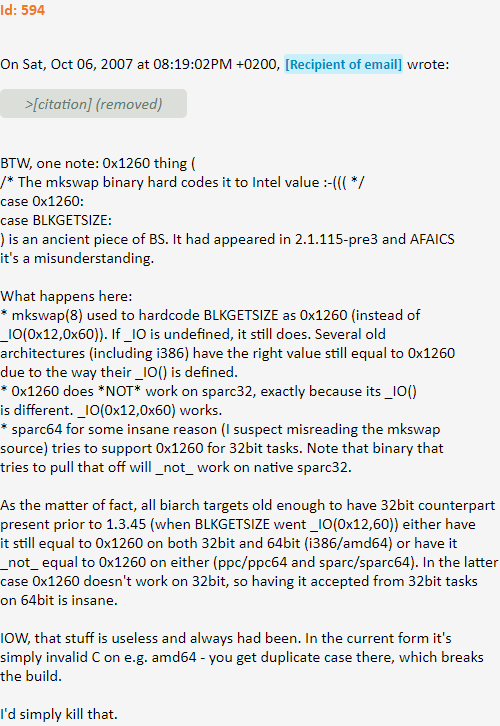 Id: 594
On Sat, Oct 06, 2007 at 08:19:02PM +0200, [Recipient of email] wrote:
>[citation] (removed)
BTW, one note: 0x1260 thing (
/* The mkswap binary hard codes it to Intel value :-((( */
case 0x1260:
case BLKGETSIZE:
) is an ancient piece of BS. It had appeared in 2.1.115-pre3 and AFAICS
it's a misunderstanding.
What happens here:
* mkswap(8) used to hardcode BLKGETSIZE as 0x1260 (instead of
_IO(0x12,0x60)). If _IO is undefined, it still does. Several old
architectures (including i386) have the right value still equal to 0x1260
due to the way their _IO() is defined.
* 0x1260 does *NOT* work on sparc32, exactly because its _IO()
is different. _IO(0x12,0x60) works.
* sparc64 for some insane reason (I suspect misreading the mkswap
source) tries to support 0x1260 for 32bit tasks. Note that binary that
tries to pull that off will _not_ work on native sparc32.
As the matter of fact, all biarch targets old enough to have 32bit counterpart
present prior to 1.3.45 (when BLKGETSIZE went _IO(0x12,60)) either have
it still equal to 0x1260 on both 32bit and 64bit (i386/amd64) or have it
_not_ equal to 0x1260 on either (ppc/ppc64 and sparc/sparc64). In the latter
case 0x1260 doesn't work on 32bit, so having it accepted from 32bit tasks
on 64bit is insane.
IOW, that stuff is useless and always had been. In the current form it's
simply invalid C on e.g. amd64 - you get duplicate case there, which breaks
the build.
I'd simply kill that.